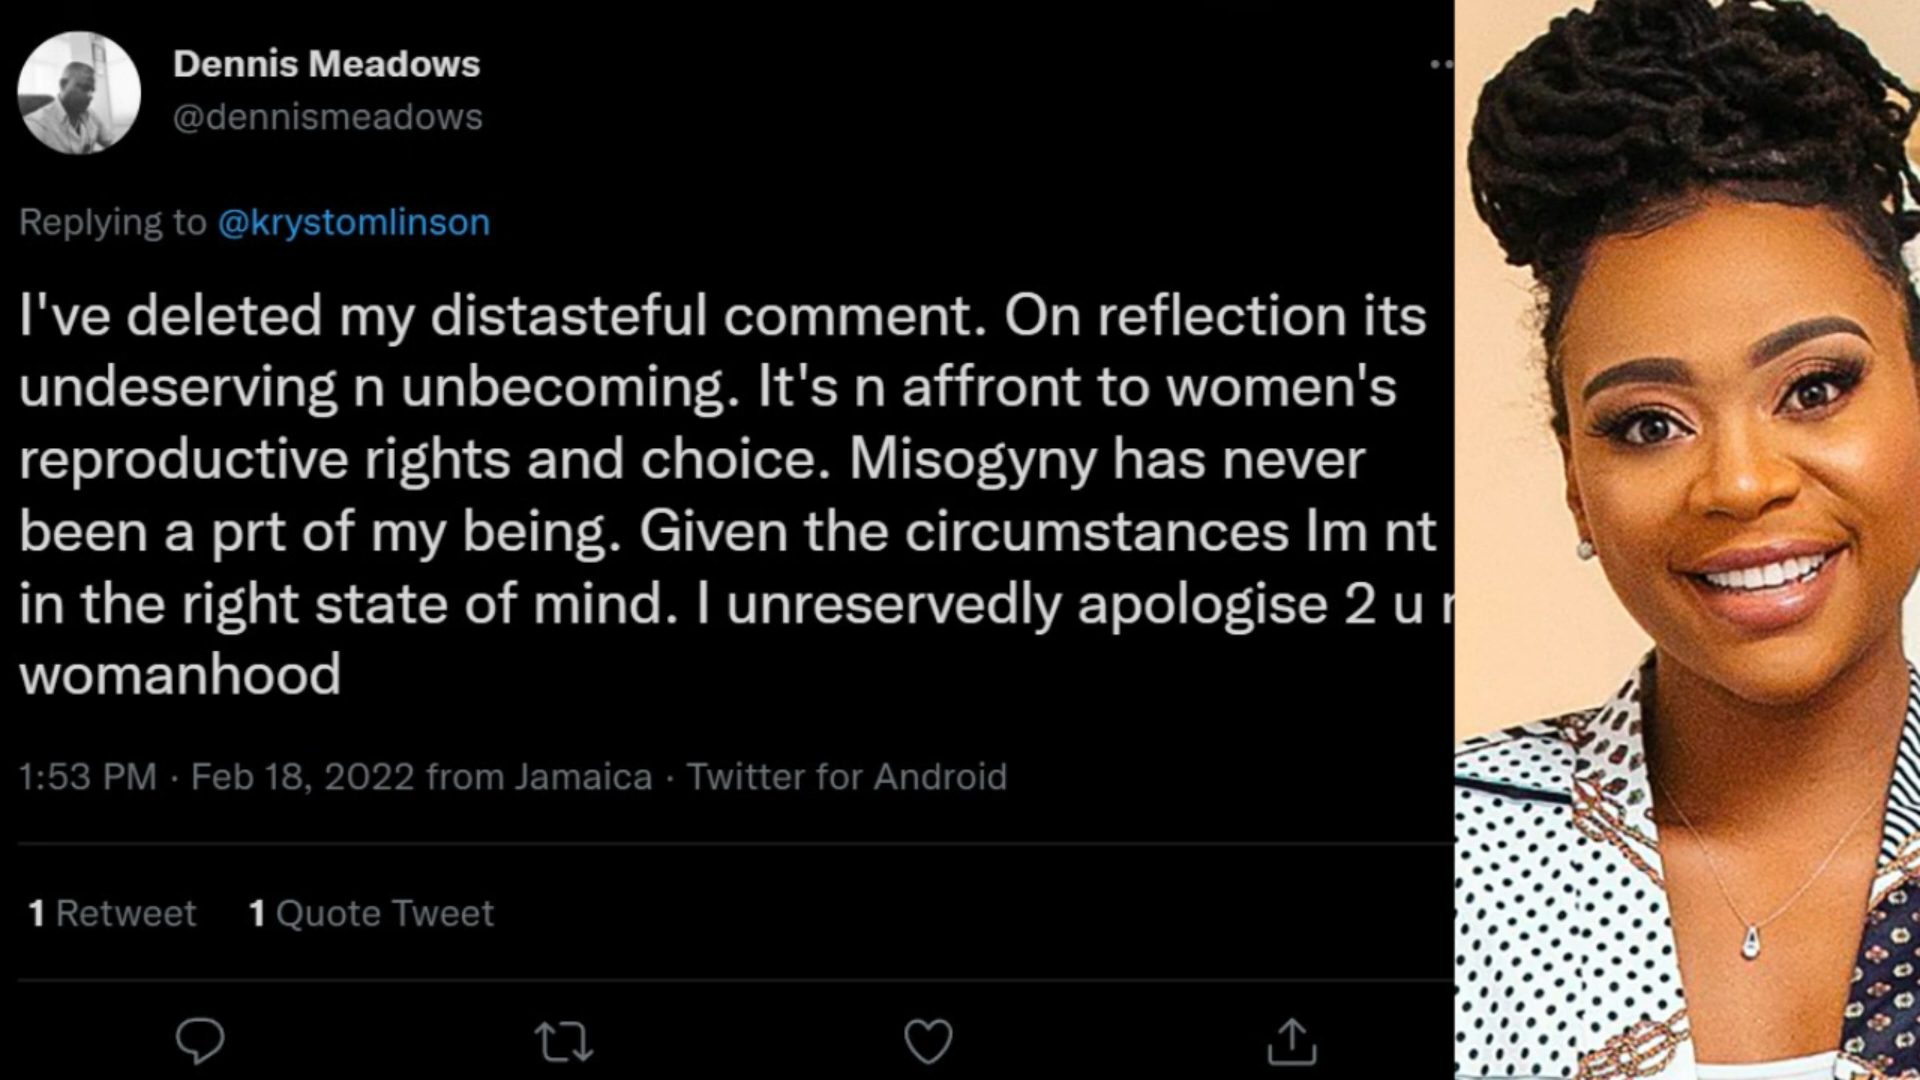 Dennis Meadows
@dennismeadows
Replying to @krystomlinson
I've deleted my distasteful comment. On reflection its
undeserving n unbecoming. It's n affront to women's
reproductive rights and choice. Misogyny has never
been a prt of my being. Given the circumstances Im nt
in the right state of mind. I unreservedly apologise 2 u
womanhood
1:53 PM · Feb 18, 2022 from Jamaica · Twitter for Android
1 Retweet 1 Quote Tweet